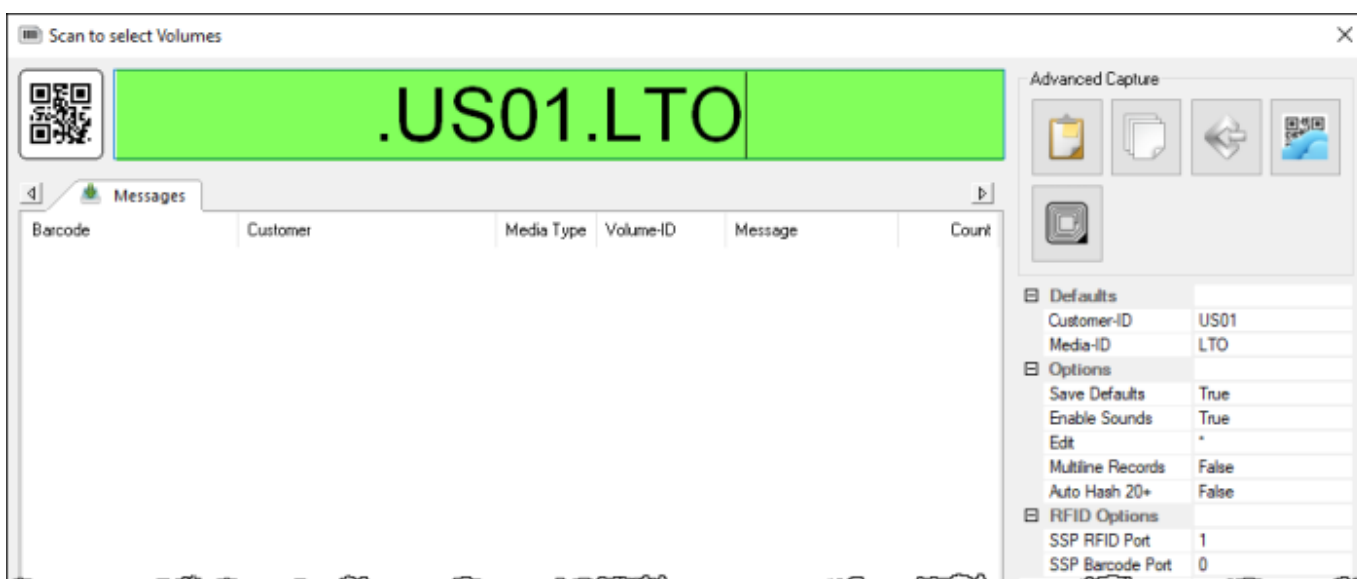 Scan to select Volumes
.US01.LTO
Advanced Capture
Messages
Barcode Customer Media Type Volume-ID Message Count
Defaults
Customer-ID US01
Media-ID LTO
Options
Save Defaults True
Enable Sounds True
Edit *
Multiline Records False
Auto Hash 20+ False
RFID Options
SSP RFID Port 1
SSP Barcode Port 0